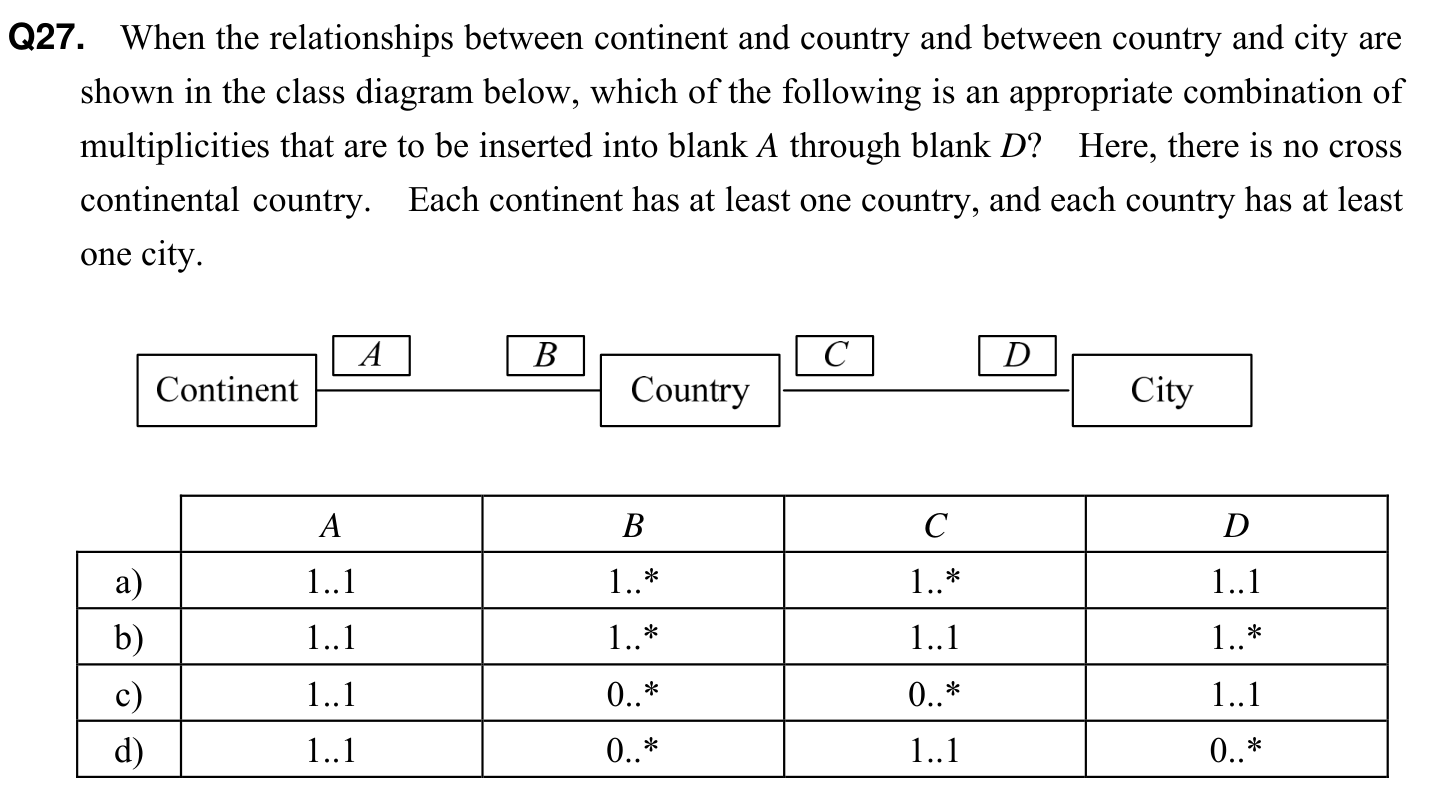 Q27. When the relationships between continent and country and between country and city are
shown in the class diagram below, which of the following is an appropriate combination of
multiplicities that are to be inserted into blank A through blank D? Here, there is no cross
continental country. Each continent has at least one country, and each country has at least
one city.
A B C D
Continent Country City
A B C D
a) 1..1 1..* 1..* 1..1
b) 1..1 1..* 1..1 1..*
c) 1..1 0..* 0..* 1..1
d) 1..1 0..* 1..1 0..*